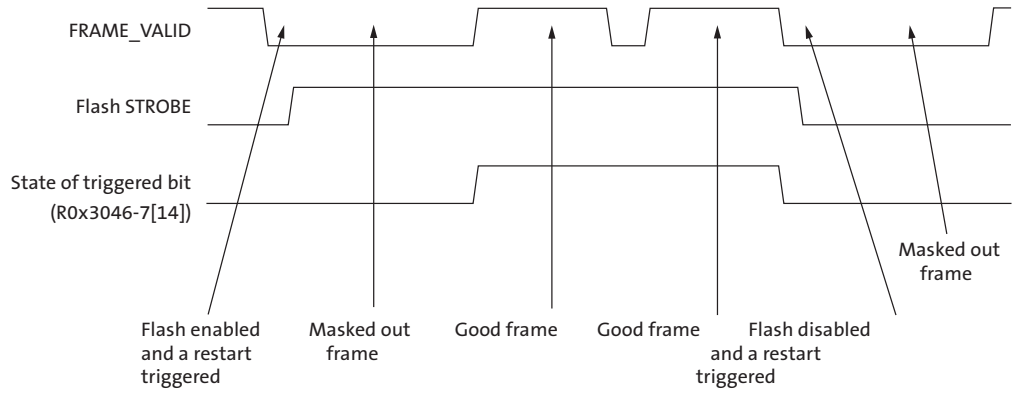 FRAME_VALID
Flash STROBE
State of triggered bit
(R0x3046-7[14])
Masked out
frame
Flash enabled
and a restart
triggered
Masked out
frame
Good frame
Good frame
Flash disabled
and a restart
triggered